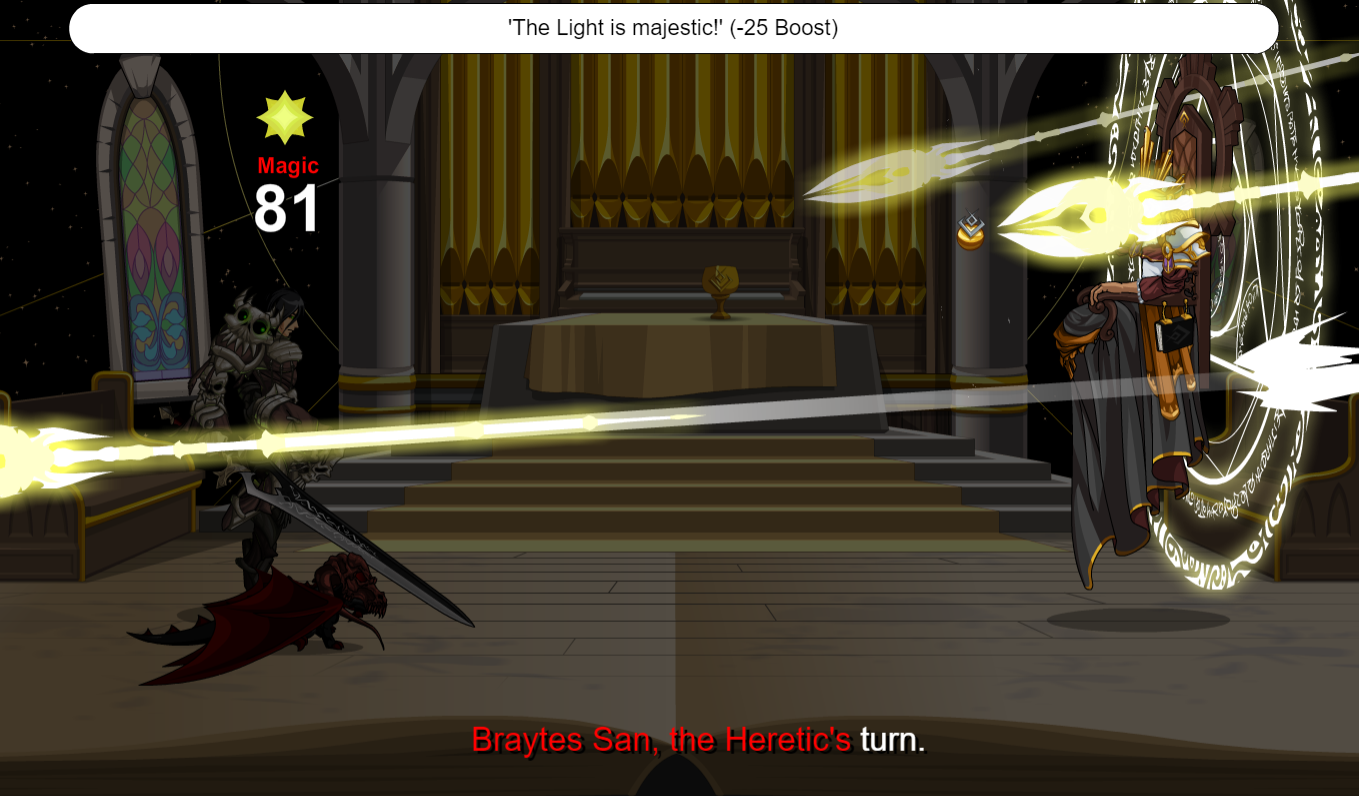 'The Light is majestic!' (-25 Boost)
Magic
81
Braytes San, the Heretic's turn.